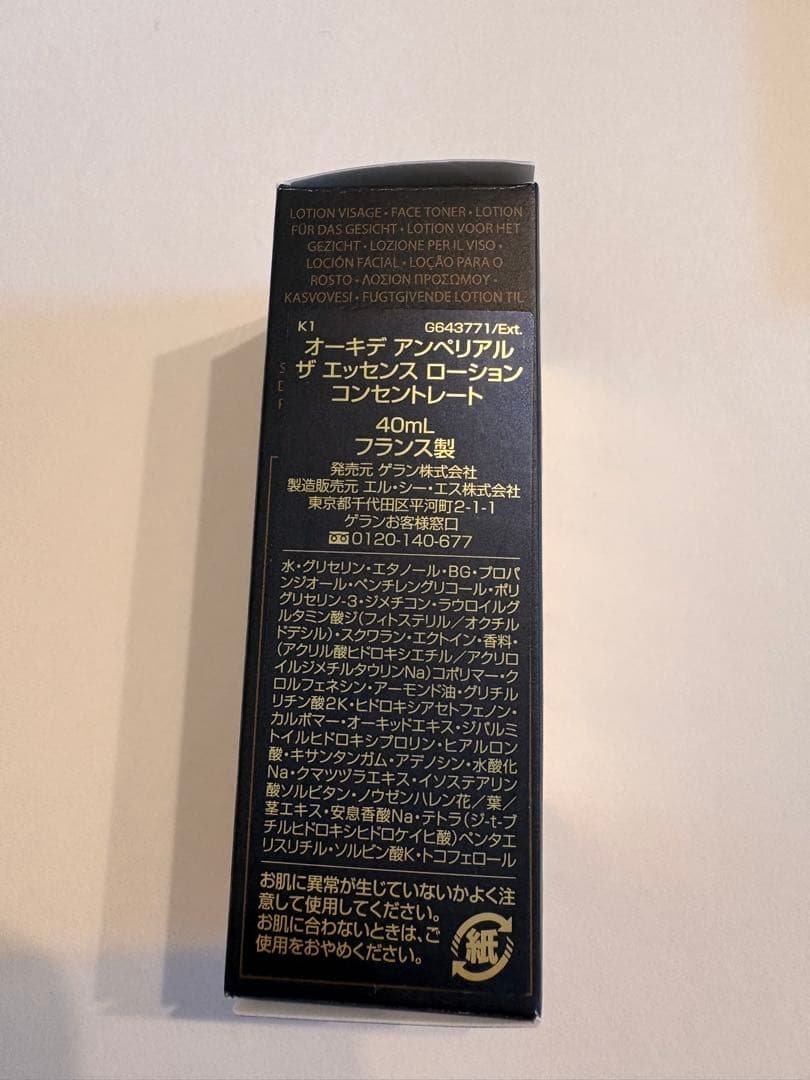 LOTION VISAGE • FACE TONER • LOTION
FÜR DAS GESICHT • LOTION VOOR HET
GEZICHT • LOZIONE PER IL VISO •
LOCIÓN FACIAL • LOÇÃO PARA O
ROSTO • ΛΟΣΙΟΝ ΠΡΟΣΩΜΟΥ •
KASVOVESI • FUGTGIVENDE LOTION TIL
K1 G643771/Ext.
オーキデ アンペリアル
ザ エッセンス ローション
コンセントレート
40mL
フランス製
発売元 ゲラン株式会社
製造販売元 エル・シー・エス株式会社
東京都千代田区平河町2-1-1
ゲランお客様窓口
0120-140-677
水・グリセリン・エタノール・BG・プロパ
ンジオール・ペンチレングリコール・ポリ
グリセリン-3・ジメチコン・ラウロイルグ
ルタミン酸ジ(フィトステリル/オクチル
ドデシル)・スクワラン・エクトイン・香料・
(アクリル酸ヒドロキシエチル/アクリロ
イルジメチルタウリンNa)コポリマー・ク
ロルフェネシン・アーモンド油・グリチル
リチン酸2K・ヒドロキシアセトフェノン・
カルボマー・オーキッドエキス・ジパルミ
トイルヒドロキシプロリン・ヒアルロン
酸・キサンタンガム・アデノシン・水酸化
Na・クマツヅラエキス・イソステアリン
酸ソルビタン・ノウゼンハレン花/葉/
茎エキス・安息香酸Na・テトラ(ジ-t-ブ
チルヒドロキシヒドロケイヒ酸)ペンタエ
リスリチル・ソルビン酸K・トコフェロール
お肌に異常が生じていないかよく注
意して使用してください。
お肌に合わないときは、ご
使用をおやめください。
紙